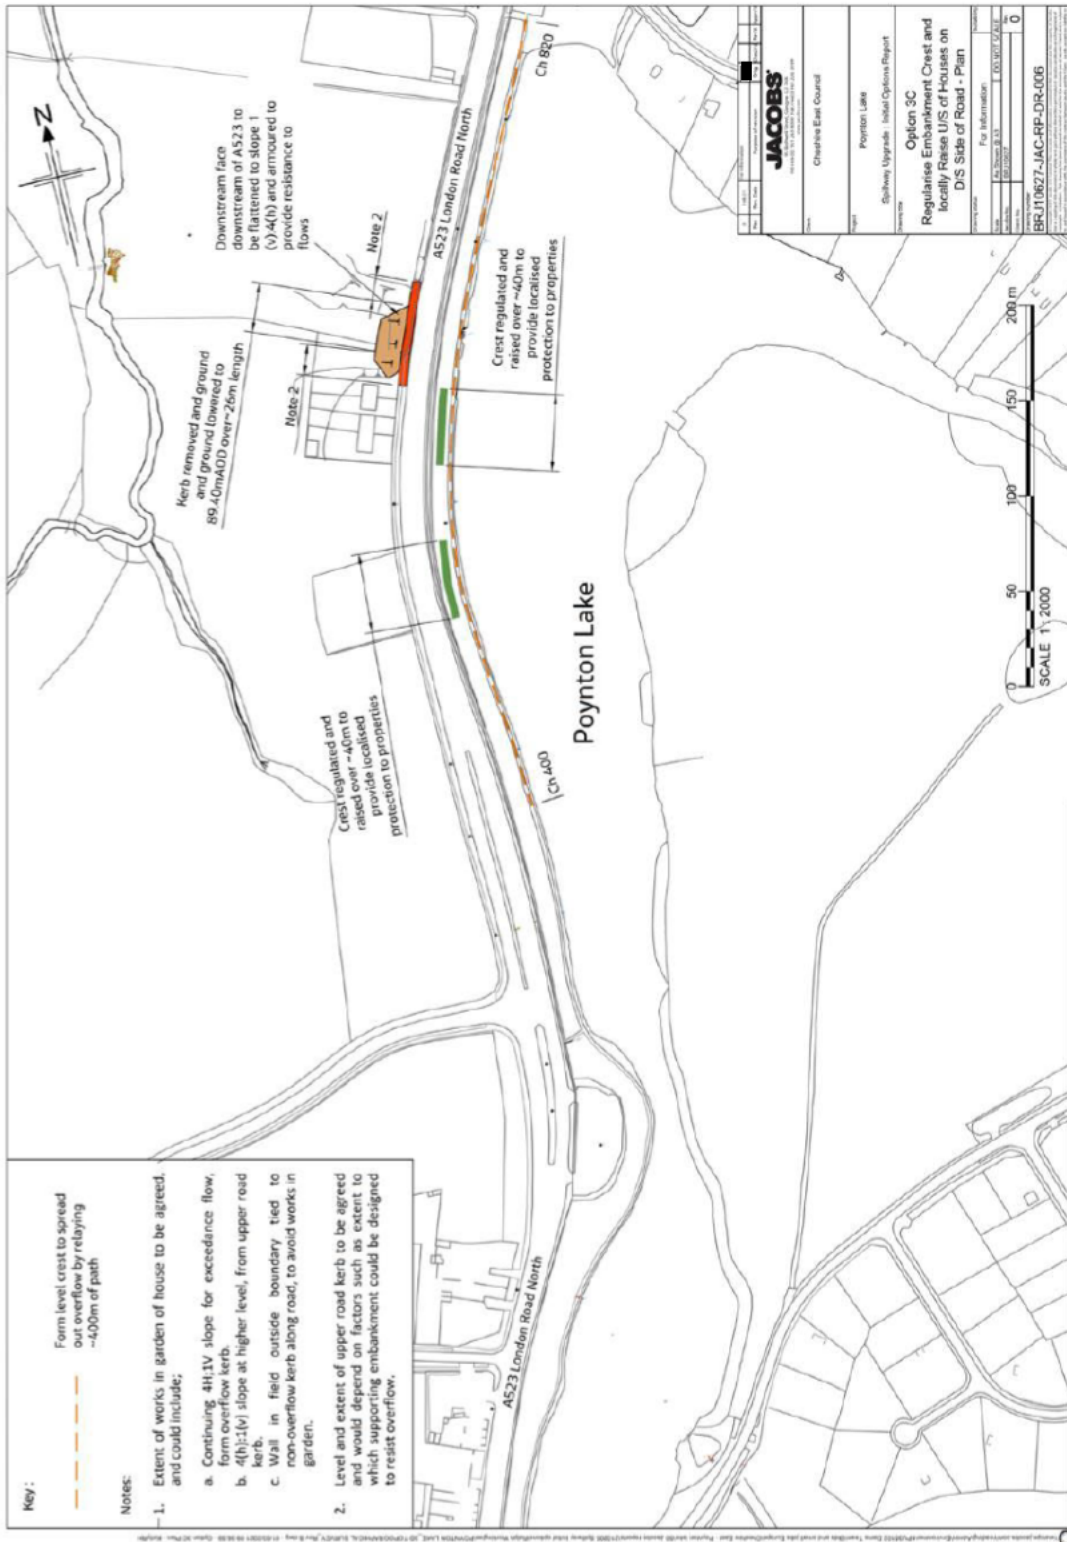 Key :
Form level crest to spread
out overflow by relaying
~400m of path
Notes:
1. Extent of works in garden of house to be agreed.
and could include;
a. Continuing 4H:1V slope for exceedance flow,
form overflow kerb.
b. 4(h):1(v) slope at higher level, from upper road
kerb.
c. Wall in field outside boundary tied to
non-overflow kerb along road, to avoid works in
garden.
2. Level and extent of upper road kerb to be agreed
and would depend on factors such as extent to
which supporting embankment could be designed
to resist overflow.
A523 London Road North
Crest regulated and
raised over ~40m to
provide localised
protection to properties
Ch 400
Poynton Lake
Kerb removed and ground
and ground lowered to
89.40mAOD over ~26m length
Note 2
Downstream face
downstream of A523 to
be flattened to slope 1
(v):4(h) and armoured to
provide resistance to
flows
Note 2
A523 London Road North
Crest regulated and
raised over ~40m to
provide localised
protection to properties
Ch 820
N
0 50 100 150 200 m
SCALE 1 : 2000
JACOBS
Cheshire East Council
Poynton Lake
Spillway Upgrade - Initial Options Report
Option 3C
Regularise Embankment Crest and
locally Raise U/S of Houses on
D/S Side of Road - Plan
For Information
DO NOT SCALE
0
BRJ10627-JAC-RP-DR-006